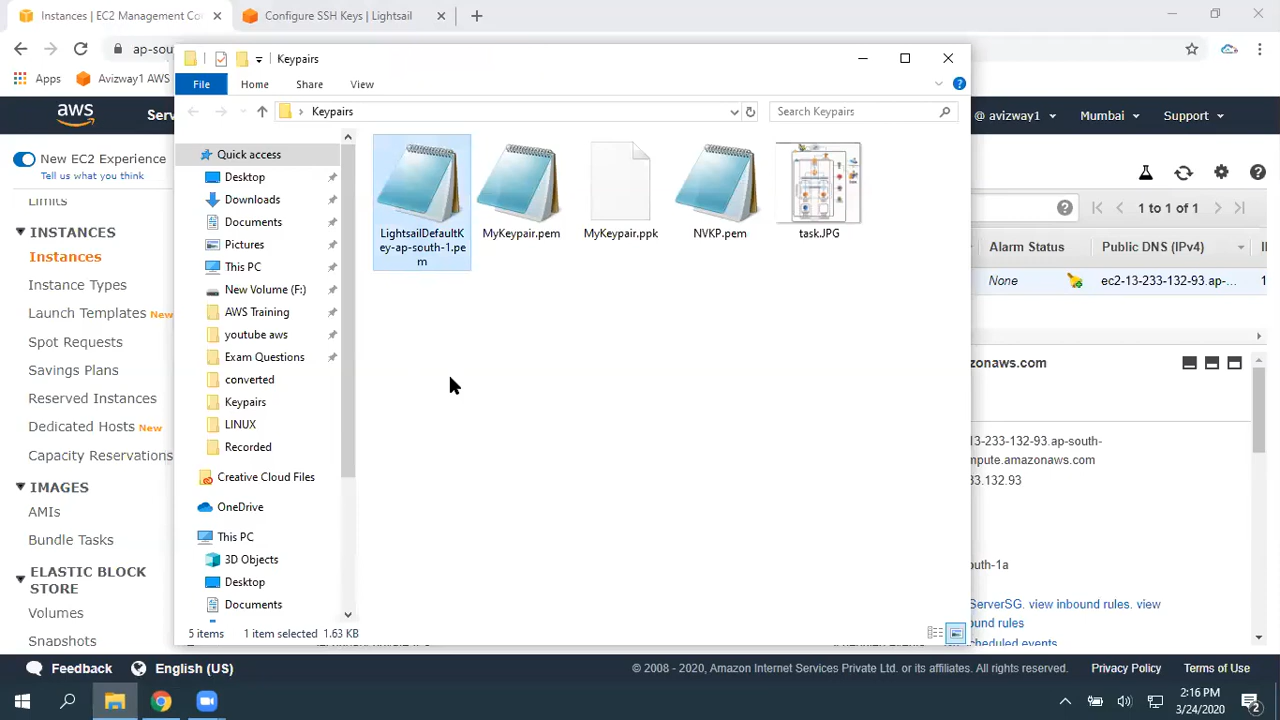 Instances | EC2 Management Co
Configure SSH Keys | Lightsail
ap-sou
Apps
Avizway1 AWS
aws
Serv
@ avizway1
Mumbai
Support
New EC2 Experience
Tell us what you think
Limits
INSTANCES
Instances
Instance Types
Launch Templates New
Spot Requests
Savings Plans
Reserved Instances
Dedicated Hosts New
Capacity Reservations
IMAGES
AMIs
Bundle Tasks
ELASTIC BLOCK
STORE
Volumes
Snapshots
Keypairs
File
Home
Share
View
Keypairs
Search Keypairs
Quick access
Desktop
Downloads
Documents
Pictures
This PC
New Volume (F:)
AWS Training
youtube aws
Exam Questions
converted
Keypairs
LINUX
Recorded
Creative Cloud Files
OneDrive
This PC
3D Objects
Desktop
Documents
LightsailDefaultK
ey-ap-south-1.pe
m
MyKeypair.pem
MyKeypair.ppk
NVKP.pem
task.JPG
5 items
1 item selected 1.63 KB
1 to 1 of 1
Alarm Status
Public DNS (IPv4)
None
ec2-13-233-132-93.ap-...
zonaws.com
13-233-132-93.ap-south-
mpute.amazonaws.com
33.132.93
outh-1a
ServerSG. view inbound rules. view
ound rules
cheduled events
Feedback
English (US)
© 2008 - 2020, Amazon Internet Services Private Ltd. or its affiliates. All rights reserved.
Privacy Policy
Terms of Use
2:16 PM
3/24/2020
2